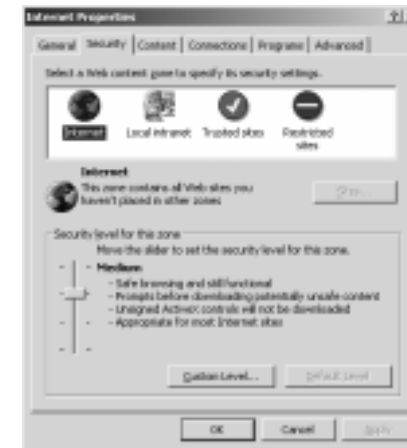 Internet Properties
General Security Content Connections Programs Advanced
Select a Web content zone to specify its security settings.
Internet Local intranet Trusted sites Restricted sites
Internet
This zone contains all Web sites you
haven't placed in other zones
Sites...
Security level for this zone
Move the slider to set the security level for this zone.
Medium
- Safe browsing and still functional
- Prompts before downloading potentially unsafe content
- Unsigned ActiveX controls will not be downloaded
- Appropriate for most Internet sites
Custom Level... Default Level
OK Cancel Apply